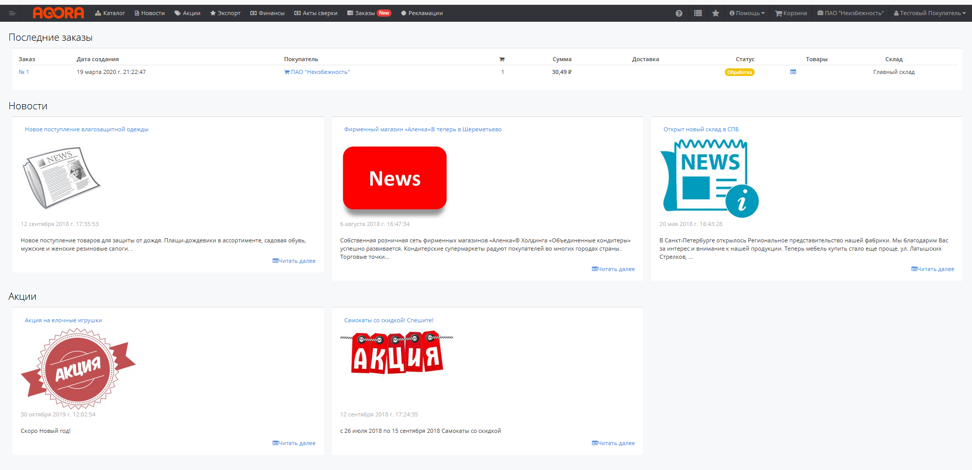 AGORA Каталог Новости Акции Экспорт Финансы Акты сверки Заказы New Рекламации Помощь Корзина ПАО "Неизбежность" Тестовый Покупатель
Последние заказы
Заказ Дата создания Покупатель Сумма Доставка Статус Товары Склад
№ 1 19 марта 2020 г. 21:22:47 ПАО "Неизбежность" 1 30,49 ₽ Обработка Главный склад
Новости
Новое поступление влагозащитной одежды
NEWS
12 сентября 2018 г. 17:35:53
Новое поступление товаров для защиты от дождя. Плащи-дождевики в ассортименте, садовая обувь,
мужские и женские резиновые сапоги...
Читать далее
Фирменный магазин «Аленка»® теперь в Шереметьево
News
6 августа 2018 г. 16:47:34
Собственная розничная сеть фирменных магазинов «Аленка»® Холдинга «Объединенные кондитеры»
успешно развивается. Кондитерские супермаркеты радуют покупателей во многих городах страны.
Торговые точки...
Читать далее
Открыт новый склад в СПБ
NEWS
i
20 мая 2018 г. 16:43:28
В Санкт-Петербурге открылось Региональное представительство нашей фабрики. Мы благодарим Вас
за интерес и внимание к нашей продукции. Теперь мебель купить стало еще проще. ул. Латышских
Стрелков, ...
Читать далее
Акции
Акция на елочные игрушки
АКЦИЯ
30 октября 2019 г. 12:02:54
Скоро Новый год!
Читать далее
Самокаты со скидкой! Спешите!
АКЦИЯ
12 сентября 2018 г. 17:24:35
с 26 июля 2018 по 15 сентября 2018 Самокаты со скидкой
Читать далее